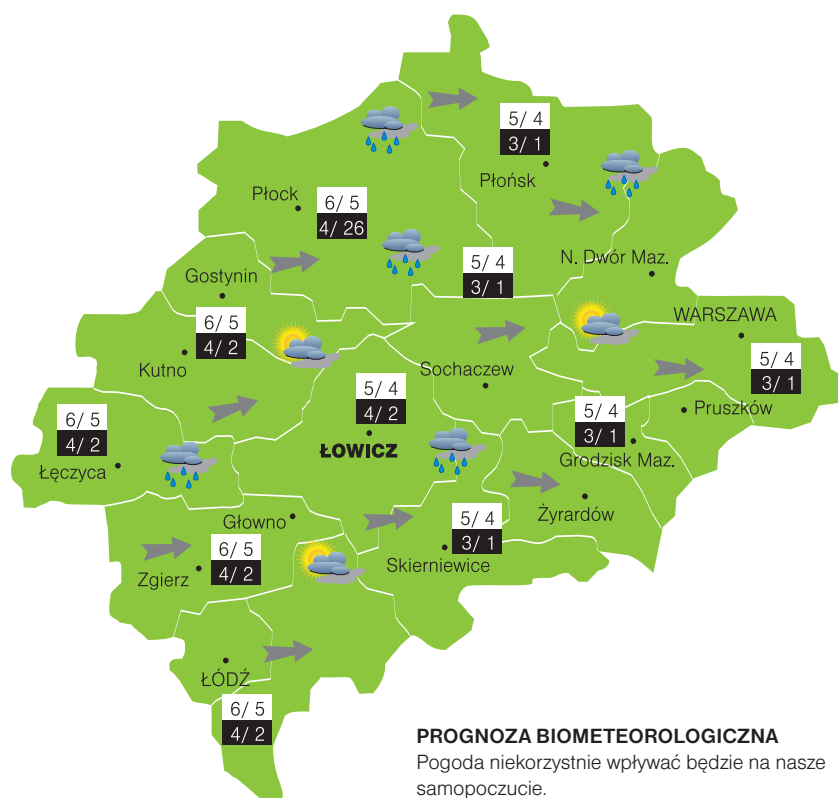 5/ 4
3/ 1
Płońsk
Płock
6/ 5
4/ 26
5/ 4
3/ 1
N. Dwór Maz.
Gostynin
6/ 5
4/ 2
Kutno
WARSZAWA
5/ 4
3/ 1
Sochaczew
5/ 4
4/ 2
ŁOWICZ
6/ 5
4/ 2
Łęczyca
5/ 4
3/ 1
Pruszków
Grodzisk Maz.
Żyrardów
Głowno
5/ 4
3/ 1
Skierniewice
6/ 5
4/ 2
Zgierz
ŁÓDŹ
6/ 5
4/ 2
PROGNOZA BIOMETEOROLOGICZNA
Pogoda niekorzystnie wpływać będzie na nasze
samopoczucie.